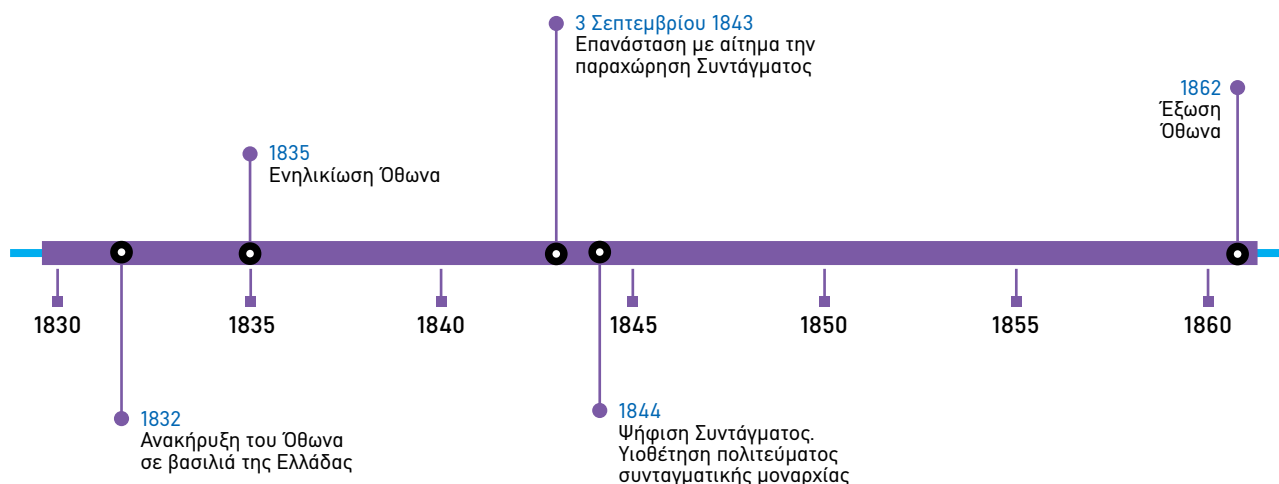 3 Σεπτεμβρίου 1843
Επανάσταση με αίτημα την
παραχώρηση Συντάγματος
1862
Έξωση
Όθωνα
1835
Ενηλικίωση Όθωνα
1830
1835
1840
1845
1850
1855
1860
1832
Ανακήρυξη του Όθωνα
σε βασιλιά της Ελλάδας
1844
Ψήφιση Συντάγματος.
Υιοθέτηση πολιτεύματος
συνταγματικής μοναρχίας